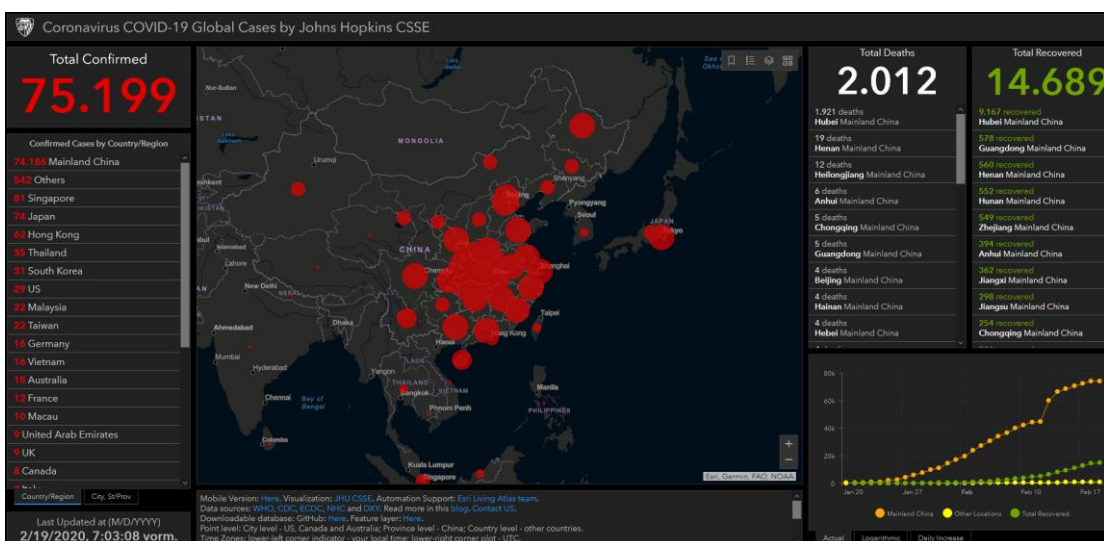 Coronavirus COVID-19 Global Cases by Johns Hopkins CSSE
Total Confirmed
75.199
Confirmed Cases by Country/Region
74.186 Mainland China
542 Others
81 Singapore
74 Japan
62 Hong Kong
35 Thailand
31 South Korea
29 US
22 Malaysia
22 Taiwan
16 Germany
16 Vietnam
15 Australia
12 France
10 Macau
9 United Arab Emirates
9 UK
8 Canada
Country/Region
City, St/Prov
Last Updated at (M/D/YYYY)
2/19/2020, 7:03:08 vorm.
Nur-Sultan
MONGOLIA
Urumqi
Shenyang
Beijing
Pyongyang
Seoul
JAPAN
Tokyo
CHINA
Shanghai
Islamabad
Lahore
New Delhi
NEPAL
Taipei
Ahmedabad
Dhaka
Hanoi
Hong Kong
Mumbai
Hyderabad
Yangon
LAOS
THAILAND
VIETNAM
Bangkok
Manila
Chennai
Bay of
Bengal
Phnom Penh
PHILIPPINES
Colombo
Kuala Lumpur
Singapore
Esri, Garmin, FAO, NOAA
Mobile Version: Here. Visualization: JHU CSSE. Automation Support: Esri Living Atlas team.
Data sources: WHO, CDC, ECDC, NHC and DXY. Read more in this blog. Contact US.
Downloadable database: GitHub: Here. Feature layer: Here.
Point level: City level - US, Canada and Australia; Province level - China; Country level - other countries.
Time Zones: lower-left corner indicator - your local time; lower-right corner plot - UTC.
Total Deaths
2.012
1.921 deaths
Hubei Mainland China
19 deaths
Henan Mainland China
12 deaths
Heilongjiang Mainland China
6 deaths
Anhui Mainland China
5 deaths
Chongqing Mainland China
5 deaths
Guangdong Mainland China
4 deaths
Beijing Mainland China
4 deaths
Hainan Mainland China
4 deaths
Hebei Mainland China
Total Recovered
14.689
9.167 recovered
Hubei Mainland China
578 recovered
Guangdong Mainland China
560 recovered
Henan Mainland China
552 recovered
Hunan Mainland China
549 recovered
Zhejiang Mainland China
394 recovered
Anhui Mainland China
362 recovered
Jiangxi Mainland China
298 recovered
Jiangsu Mainland China
254 recovered
Chongqing Mainland China
80k
60k
40k
20k
0
Jan 20
Jan 27
Feb
Feb 10
Feb 17
Mainland China
Other Locations
Total Recovered
Actual
Logarithmic
Daily Increase